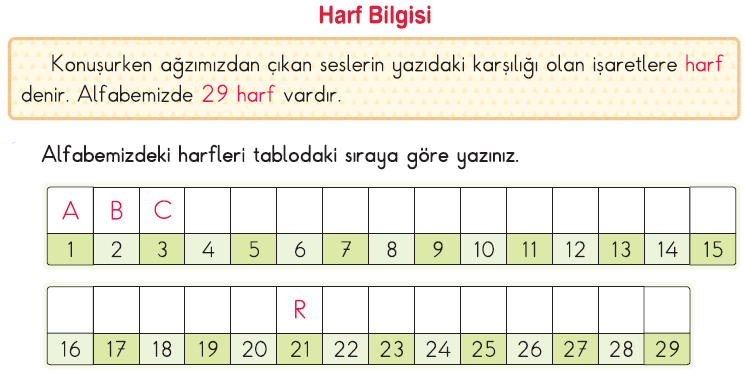 Harf Bilgisi
Konuşurken ağzımızdan çıkan seslerin yazıdaki karşılığı olan işaretlere harf
denir. Alfabemizde 29 harf vardır.
Alfabemizdeki harfleri tablodaki sıraya göre yazınız.
A B C
1 2 3 4 5 6 7 8 9 10 11 12 13 14 15
R
16 17 18 19 20 21 22 23 24 25 26 27 28 29